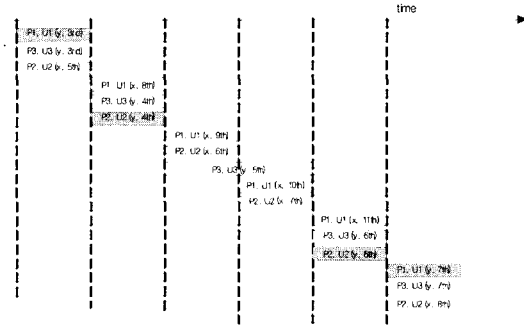 time
P1. U1 (y, 3rd)
P3. U3 (y, 3rd)
P2. U2 (x, 5th)
P1. U1 (x, 8th)
P3. U3 (y, 4th)
P2. U2 (y, 4th)
P1. U1 (x, 9th)
P2. U2 (x, 6th)
P3. U3 (y, 5th)
P1. U1 (x, 10th)
P2. U2 (x, 7th)
P1. U1 (x, 11th)
P3. U3 (y, 6th)
P2. U2 (y, 6th)
P1. U1 (y, 7th)
P3. U3 (y, 7th)
P2. U2 (x, 8th)